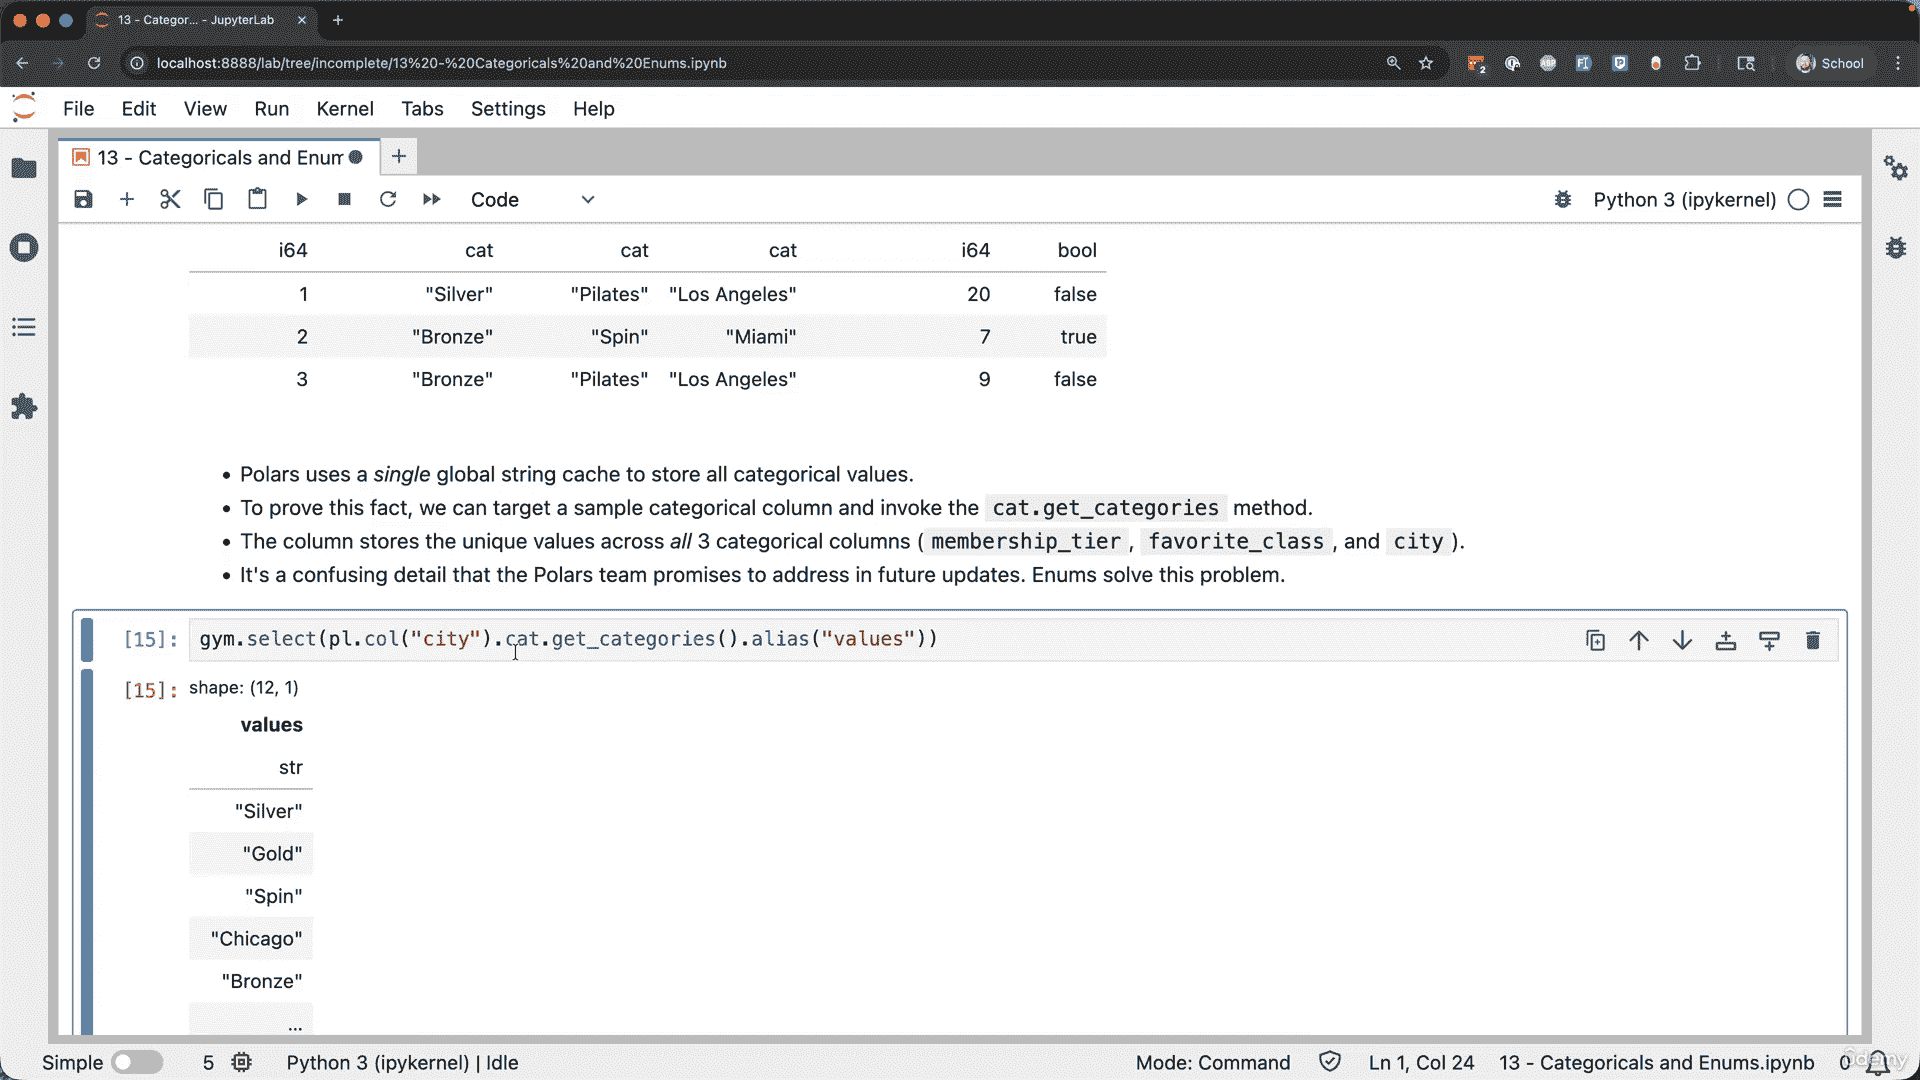 13 - Categor... - JupyterLab
localhost:8888/lab/tree/incomplete/13%20-%20Categoricals%20and%20Enums.ipynb
2
School
File Edit View Run Kernel Tabs Settings Help
13 - Categoricals and Enum
Code
Python 3 (ipykernel)
i64 cat cat cat i64 bool
1 "Silver" "Pilates" "Los Angeles" 20 false
2 "Bronze" "Spin" "Miami" 7 true
3 "Bronze" "Pilates" "Los Angeles" 9 false
• Polars uses a single global string cache to store all categorical values.
• To prove this fact, we can target a sample categorical column and invoke the cat.get_categories method.
• The column stores the unique values across all 3 categorical columns ( membership_tier , favorite_class , and city ).
• It's a confusing detail that the Polars team promises to address in future updates. Enums solve this problem.
[15]: gym.select(pl.col("city").cat.get_categories().alias("values"))
[15]: shape: (12, 1)
values
str
"Silver"
"Gold"
"Spin"
"Chicago"
"Bronze"
...
Simple 5 Python 3 (ipykernel) | Idle Mode: Command Ln 1, Col 24 13 - Categoricals and Enums.ipynb 0
ûdemy